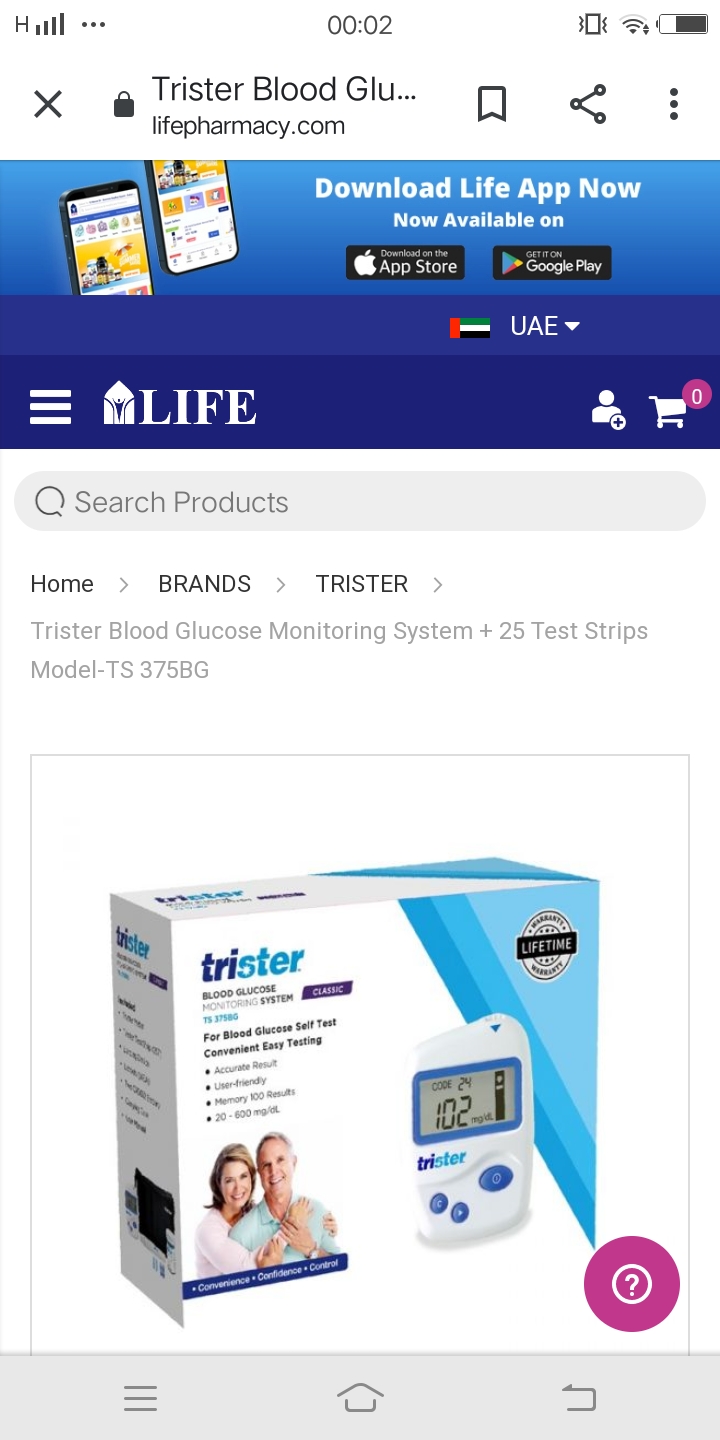 H
00:02
Trister Blood Glu...
lifepharmacy.com
Download Life App Now
Now Available on
Download on the
App Store
GET IT ON
Google Play
UAE
LIFE
0
Search Products
Home > BRANDS > TRISTER >
Trister Blood Glucose Monitoring System + 25 Test Strips
Model-TS 375BG
trister
trister
trister
BLOOD GLUCOSE
MONITORING SYSTEM
CLASSIC
TS 375BG
For Blood Glucose Self Test
Convenient Easy Testing
• Accurate Result
• User-friendly
• Memory 100 Results
• 20 - 600 mg/dL
WARRANTY
LIFETIME
WARRANTY
CODE 24
102 mg/dL
trister
C
• Convenience • Confidence • Control
?